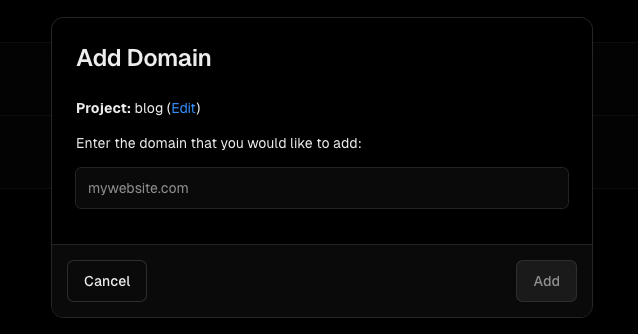 Add Domain
Project: blog (Edit)
Enter the domain that you would like to add:
mywebsite.com
Cancel
Add